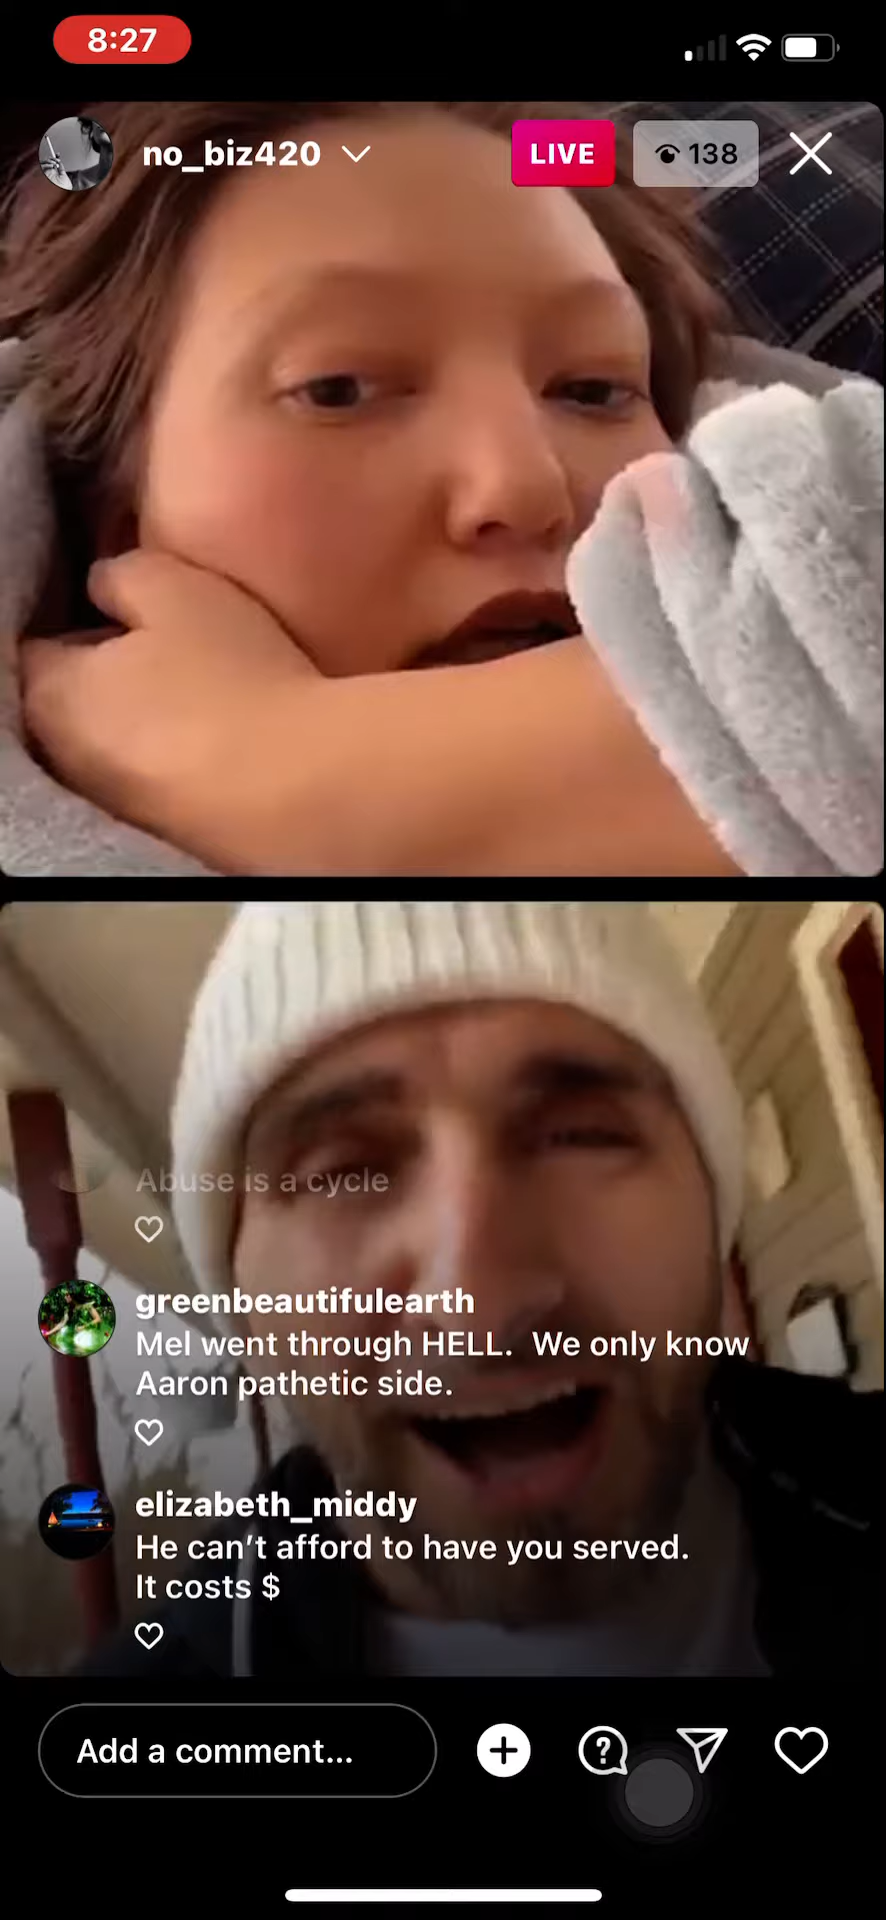 8:27
no_biz420
LIVE
138
Abuse is a cycle
greenbeautifulearth
Mel went through HELL.  We only know
Aaron pathetic side.
elizabeth_middy
He can't afford to have you served.
It costs $
Add a comment...